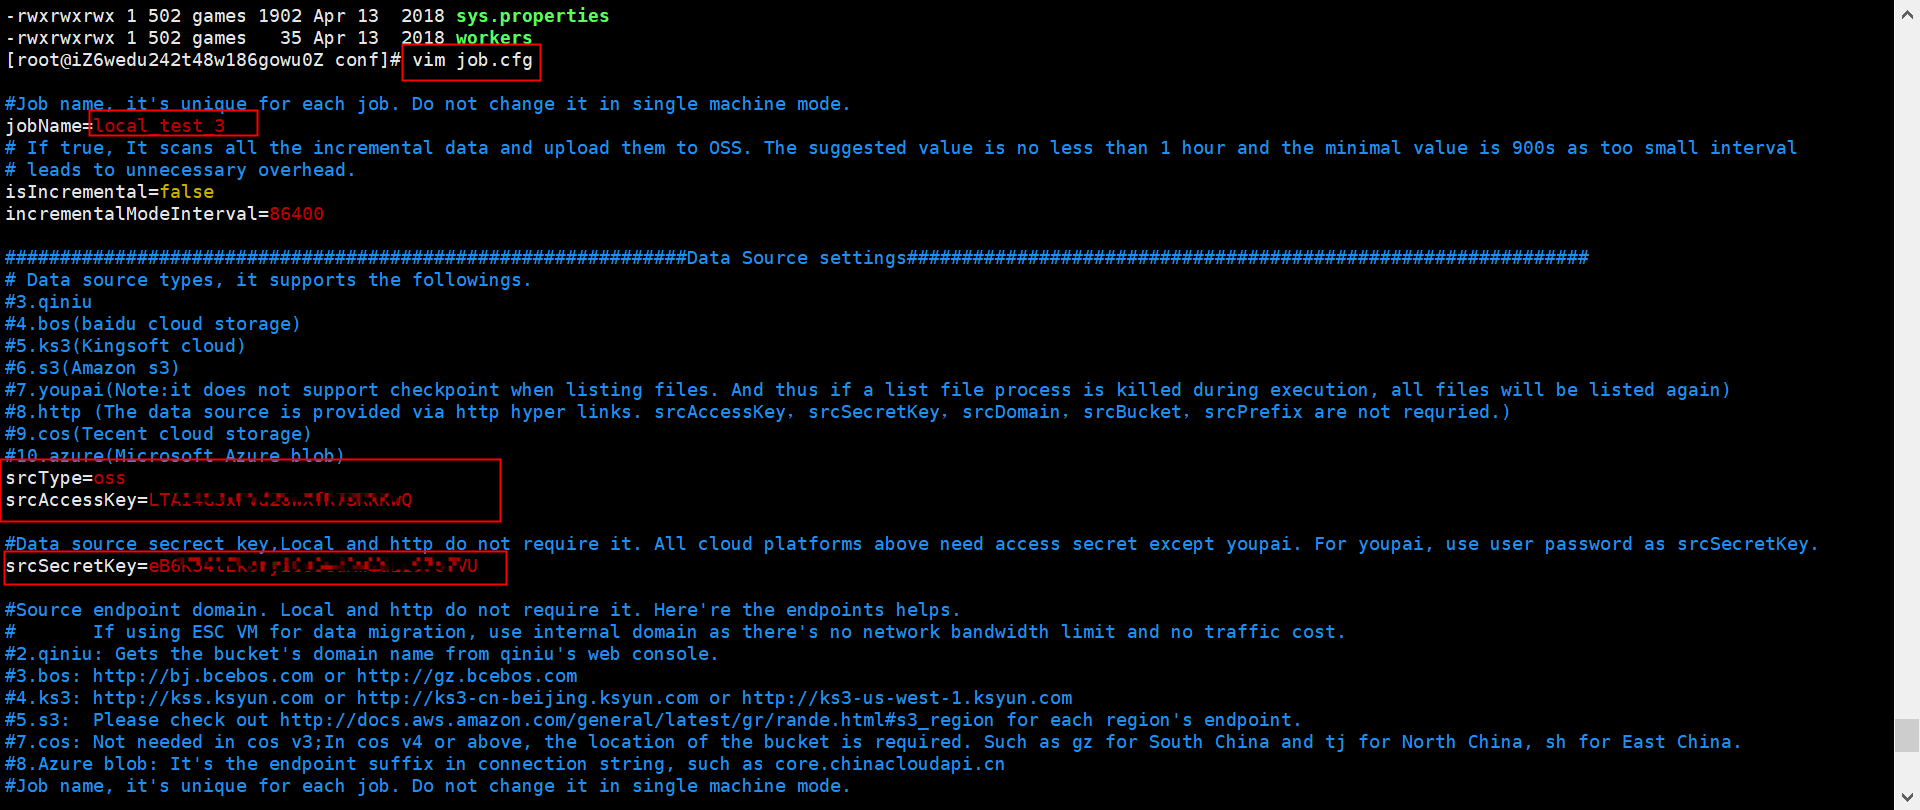 -rwxrwxrwx 1 502 games 1902 Apr 13  2018 sys.properties
-rwxrwxrwx 1 502 games   35 Apr 13  2018 workers
[root@iZ6wedu242t48w186gowu0Z conf]# vim job.cfg
#Job name, it's unique for each job. Do not change it in single machine mode.
jobName=local_test_3
# If true, It scans all the incremental data and upload them to OSS. The suggested value is no less than 1 hour and the minimal value is 900s as too small interval
# leads to unnecessary overhead.
isIncremental=false
incrementalModeInterval=86400
##############################################################Data Source settings##############################################################
# Data source types, it supports the followings.
#3.qiniu
#4.bos(baidu cloud storage)
#5.ks3(Kingsoft cloud)
#6.s3(Amazon s3)
#7.youpai(Note:it does not support checkpoint when listing files. And thus if a list file process is killed during execution, all files will be listed again)
#8.http (The data source is provided via http hyper links. srcAccessKey，srcSecretKey，srcDomain，srcBucket，srcPrefix are not requried.)
#9.cos(Tecent cloud storage)
#10.azure(Microsoft Azure blob)
srcType=oss
srcAccessKey=
#Data source secrect key,Local and http do not require it. All cloud platforms above need access secret except youpai. For youpai, use user password as srcSecretKey.
srcSecretKey=
#Source endpoint domain. Local and http do not require it. Here're the endpoints helps.
#       If using ESC VM for data migration, use internal domain as there's no network bandwidth limit and no traffic cost.
#2.qiniu: Gets the bucket's domain name from qiniu's web console.
#3.bos: http://bj.bcebos.com or http://gz.bcebos.com
#4.ks3: http://kss.ksyun.com or http://ks3-cn-beijing.ksyun.com or http://ks3-us-west-1.ksyun.com
#5.s3:  Please check out http://docs.aws.amazon.com/general/latest/gr/rande.html#s3_region for each region's endpoint.
#7.cos: Not needed in cos v3;In cos v4 or above, the location of the bucket is required. Such as gz for South China and tj for North China, sh for East China.
#8.Azure blob: It's the endpoint suffix in connection string, such as core.chinacloudapi.cn
#Job name, it's unique for each job. Do not change it in single machine mode.